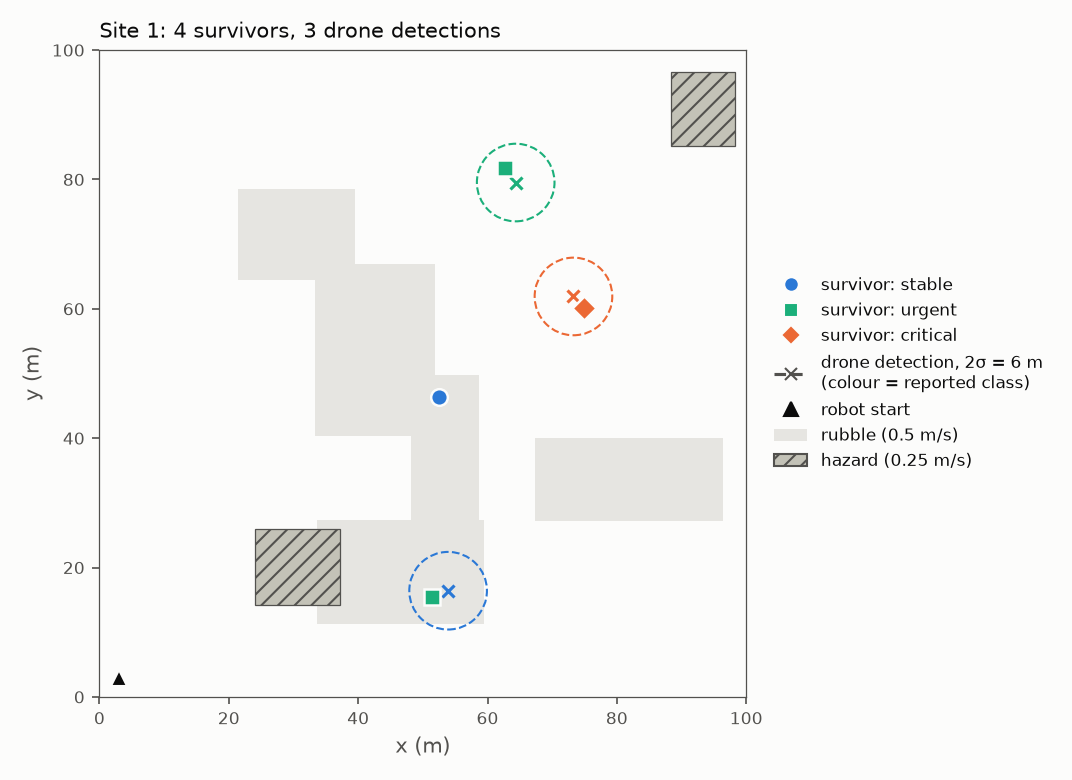 Site 1: 4 survivors, 3 drone detections
100
80
60
40
20
0
y (m)
0 20 40 60 80 100
x (m)
survivor: stable
survivor: urgent
survivor: critical
drone detection, 2σ = 6 m
(colour = reported class)
robot start
rubble (0.5 m/s)
hazard (0.25 m/s)